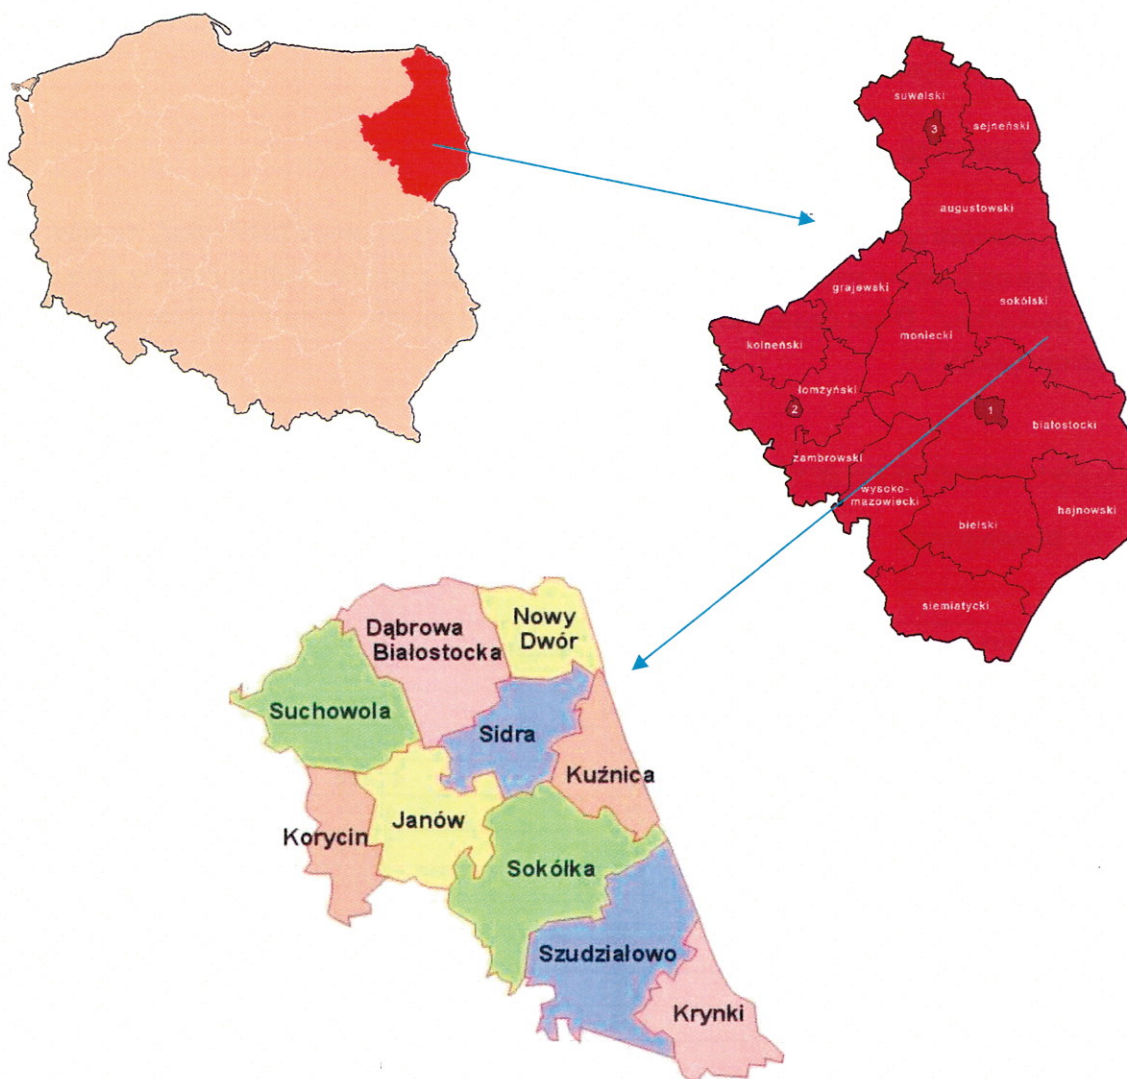 suwalski
3
sejneński
augustowski
grajewski
sokólski
kolneński
moniecki
łomżyński
2
1
białostocki
zambrowski
wysoko-
mazowiecki
hajnowski
bielski
siemiatycki
Nowy
Dwór
Dąbrowa
Białostocka
Suchowola
Sidra
Kuźnica
Janów
Korycin
Sokółka
Szudziałowo
Krynki